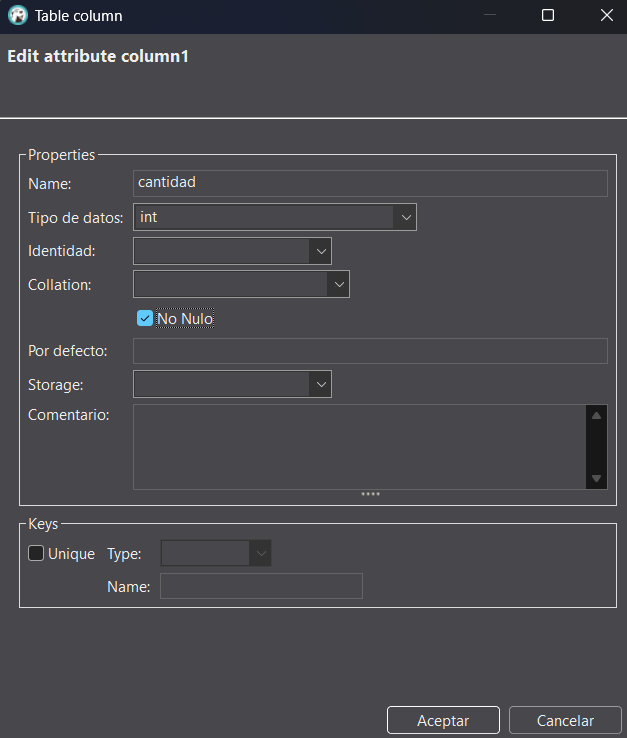 Table column
Edit attribute column1
Properties
Name: cantidad
Tipo de datos: int
Identidad:
Collation:
No Nulo
Por defecto:
Storage:
Comentario:
Keys
Unique Type:
Name:
Aceptar Cancelar